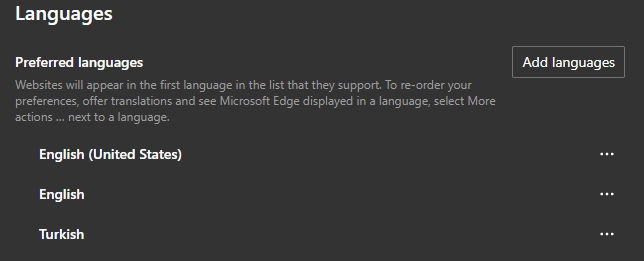 Languages
Preferred languages
Add languages
Websites will appear in the first language in the list that they support. To re-order your
preferences, offer translations and see Microsoft Edge displayed in a language, select More
actions ... next to a language.
English (United States)
...
English
...
Turkish
...